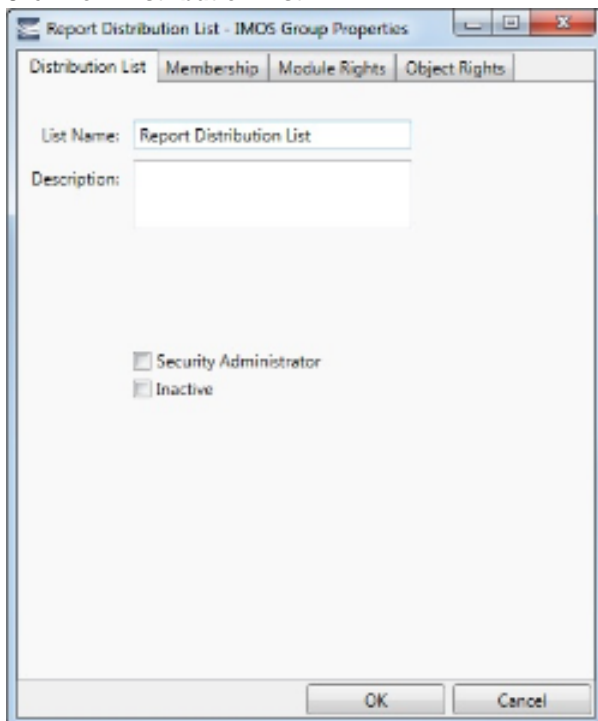 Report Distribution List - IMOS Group Properties
Distribution List Membership Module Rights Object Rights
List Name: Report Distribution List
Description:
Security Administrator
Inactive
OK Cancel